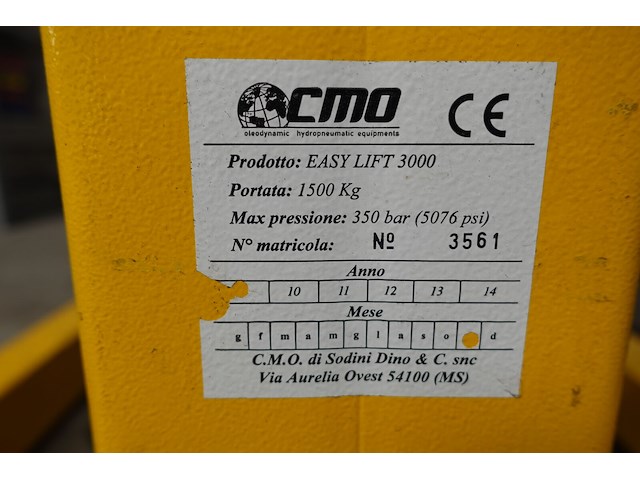 CMO
CE
oleodynamic hydropneumatic equipments
Prodotto: EASY LIFT 3000
Portata: 1500 Kg
Max pressione: 350 bar (5076 psi)
N° matricola: Nº 3561
Anno
10 11 12 13 14
Mese
g f m a m g l a s o d
C.M.O. di Sodini Dino & C. snc
Via Aurelia Ovest 54100 (MS)